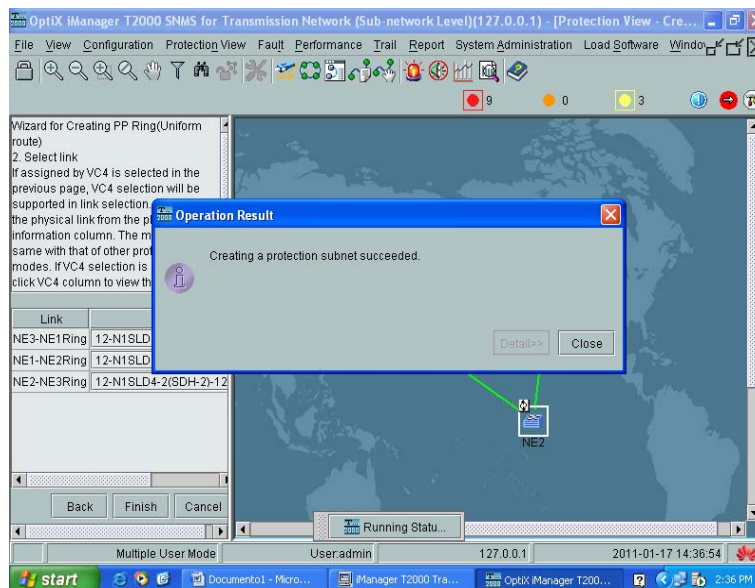 OptiX iManager T2000 SNMS for Transmission Network (Sub-network Level)(127.0.0.1) - [Protection View - Cre...
File View Configuration Protection View Fault Performance Trail Report System Administration Load Software Windo
9 0 3
Wizard for Creating PP Ring(Uniform
route)
2. Select link
If assigned by VC4 is selected in the
previous page, VC4 selection will be
supported in link selection.
the physical link from the
information column. The
same with that of other
modes. If VC4 selection is
click VC4 column to view
T2000 Operation Result
Creating a protection subnet succeeded.
Detail>> Close
Link
NE3-NE1Ring 12-N1SLD
NE1-NE2Ring 12-N1SLD
NE2-NE3Ring 12-N1SLD4-2(SDH-2)-12
NE2
Back Finish Cancel
T2000 Running Statu...
Multiple User Mode User:admin 127.0.0.1 2011-01-17 14:36:54
start Documento1 - Micro... iManager T2000 Tra... OptiX iManager T200... 2:36 PM